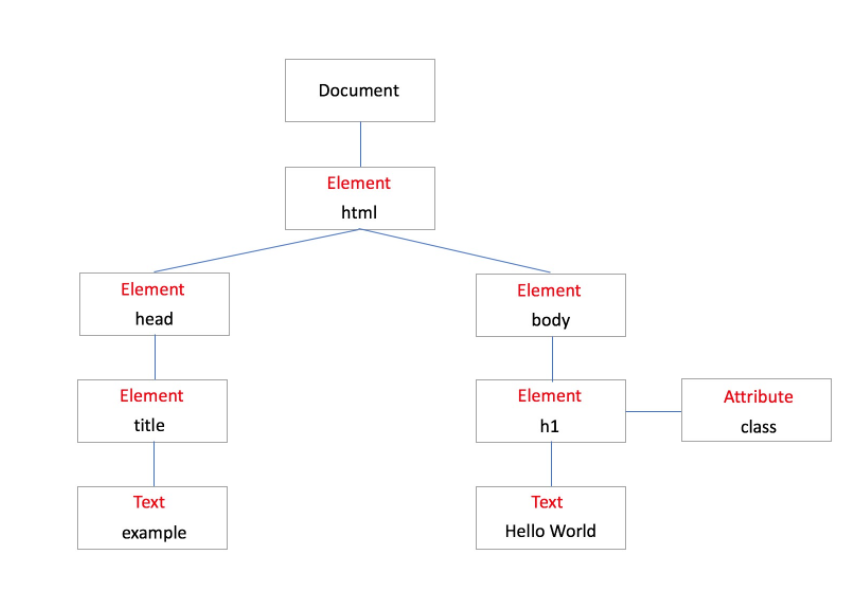 Document
Element
html
Element
head
Element
body
Element
title
Element
h1
Attribute
class
Text
example
Text
Hello World